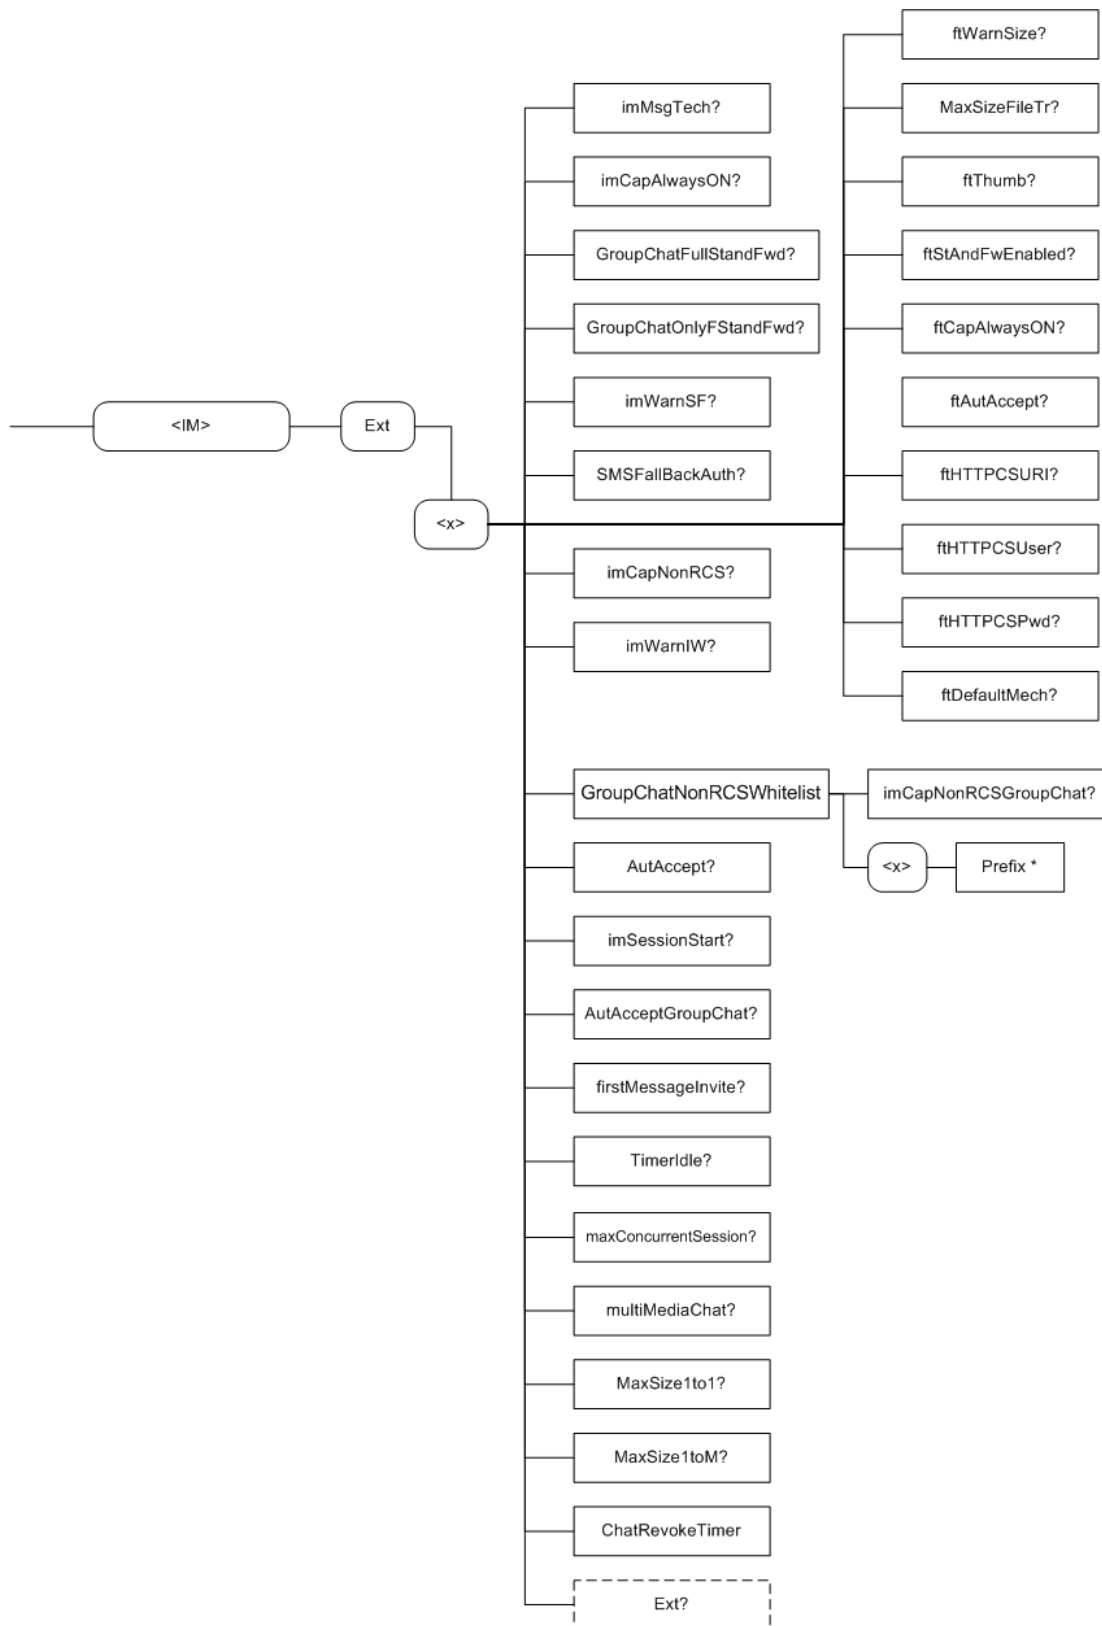 ftWarnSize?
imMsgTech?
MaxSizeFileTr?
imCapAlwaysON?
ftThumb?
GroupChatFullStandFwd?
ftStAndFwEnabled?
GroupChatOnlyFStandFwd?
ftCapAlwaysON?
imWarnSF?
ftAutAccept?
<IM>
Ext
SMSFallBackAuth?
ftHTTPCSURI?
<x>
ftHTTPCSUser?
imCapNonRCS?
ftHTTPCSPwd?
imWarnIW?
ftDefaultMech?
GroupChatNonRCSWhitelist
imCapNonRCSGroupChat?
AutAccept?
<x>
Prefix *
imSessionStart?
AutAcceptGroupChat?
firstMessageInvite?
TimerIdle?
maxConcurrentSession?
multiMediaChat?
MaxSize1to1?
MaxSize1toM?
ChatRevokeTimer
Ext?